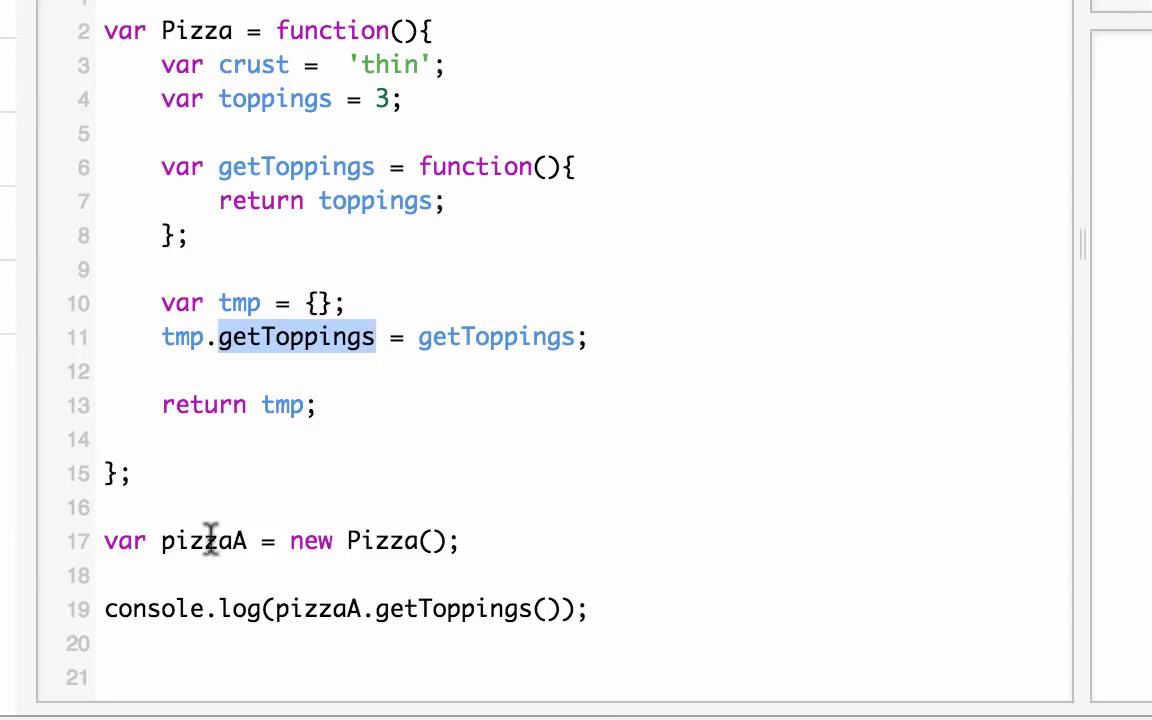 2 var Pizza = function(){
3 var crust =  'thin';
4 var toppings = 3;
5
6 var getToppings = function(){
7 return toppings;
8 };
9
10 var tmp = {};
11 tmp.getToppings = getToppings;
12
13 return tmp;
14
15 };
16
17 var pizzaA = new Pizza();
18
19 console.log(pizzaA.getToppings());
20
21